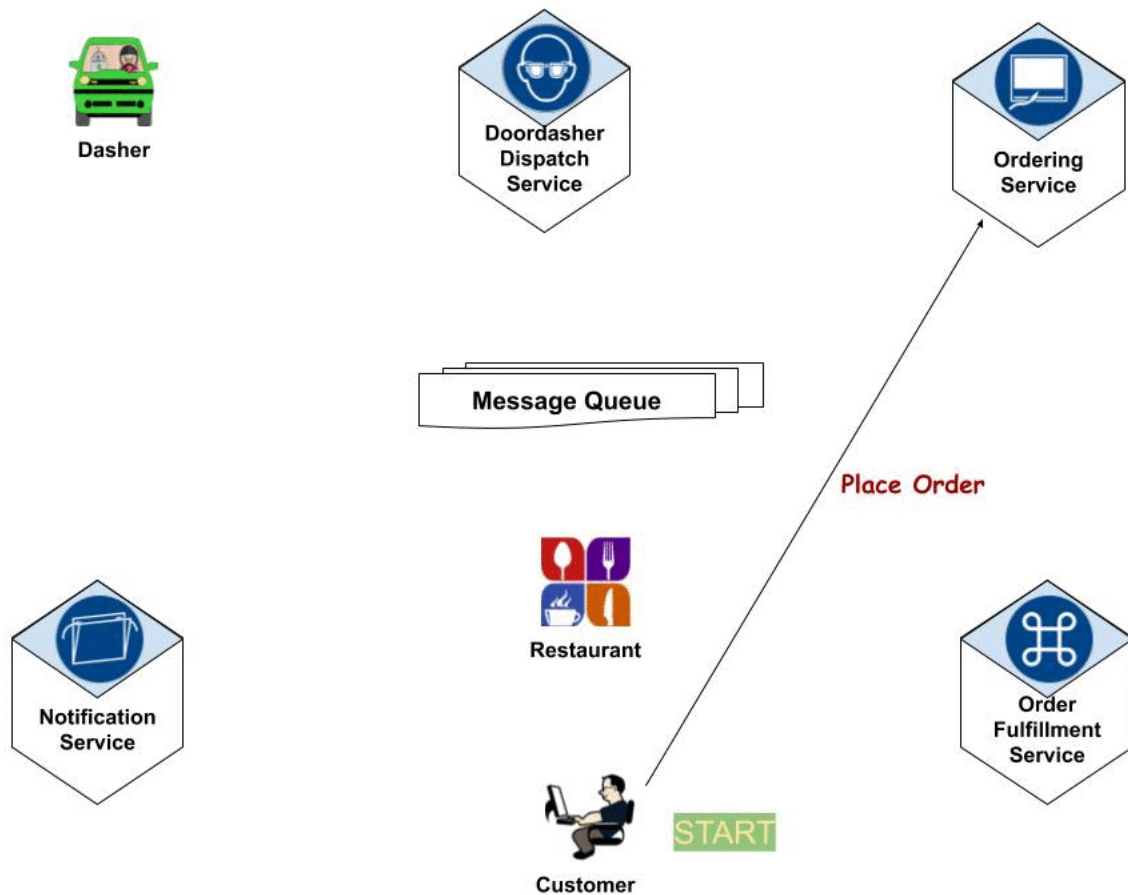 Dasher
Doordasher
Dispatch
Service
Ordering
Service
Message Queue
Place Order
Restaurant
Notification
Service
Order
Fulfillment
Service
START
Customer